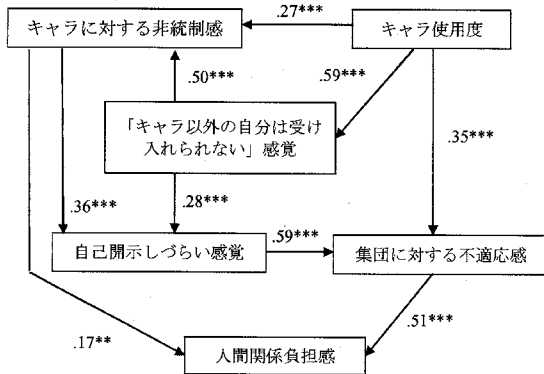 キャラに対する非統制感
.27***
キャラ使用度
.50***
.59***
「キャラ以外の自分は受け
入れられない」感覚
.35***
.36***
.28***
自己開示しづらい感覚
.59***
集団に対する不適応感
.17**
.51***
人間関係負担感